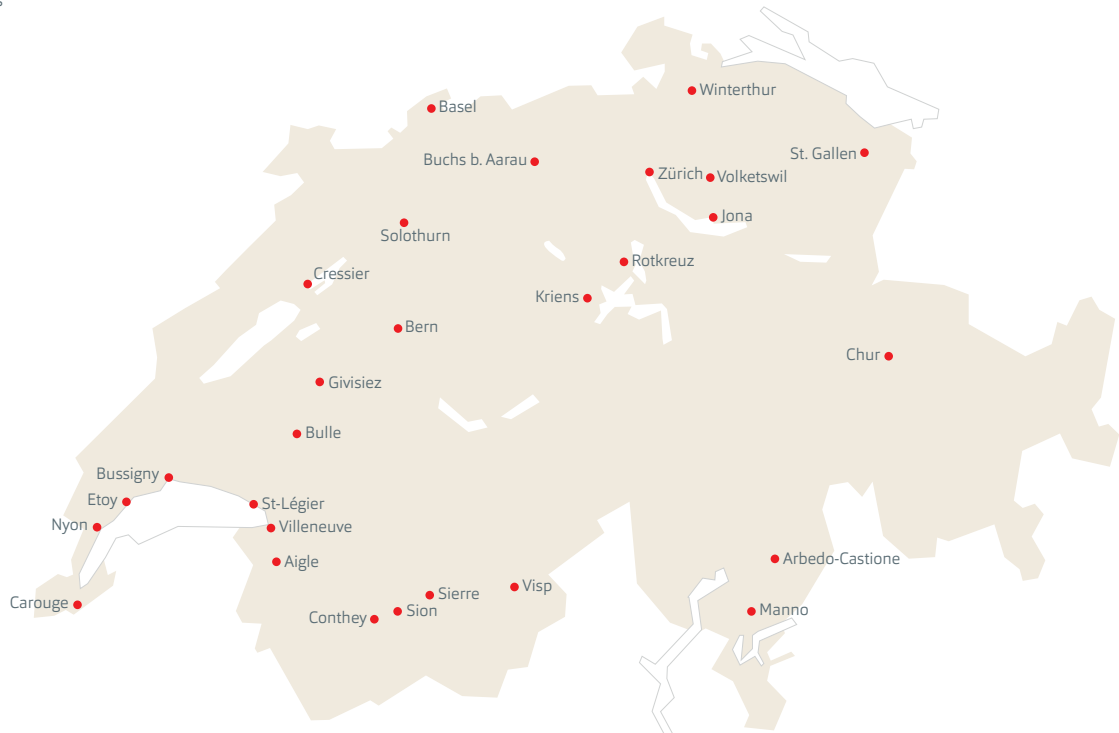 Winterthur
Basel
St. Gallen
Buchs b. Aarau
Zürich
Volketswil
Jona
Solothurn
Rotkreuz
Cressier
Kriens
Bern
Chur
Givisiez
Bulle
Bussigny
Etoy
St-Légier
Nyon
Villeneuve
Arbedo-Castione
Aigle
Visp
Sierre
Carouge
Sion
Manno
Conthey